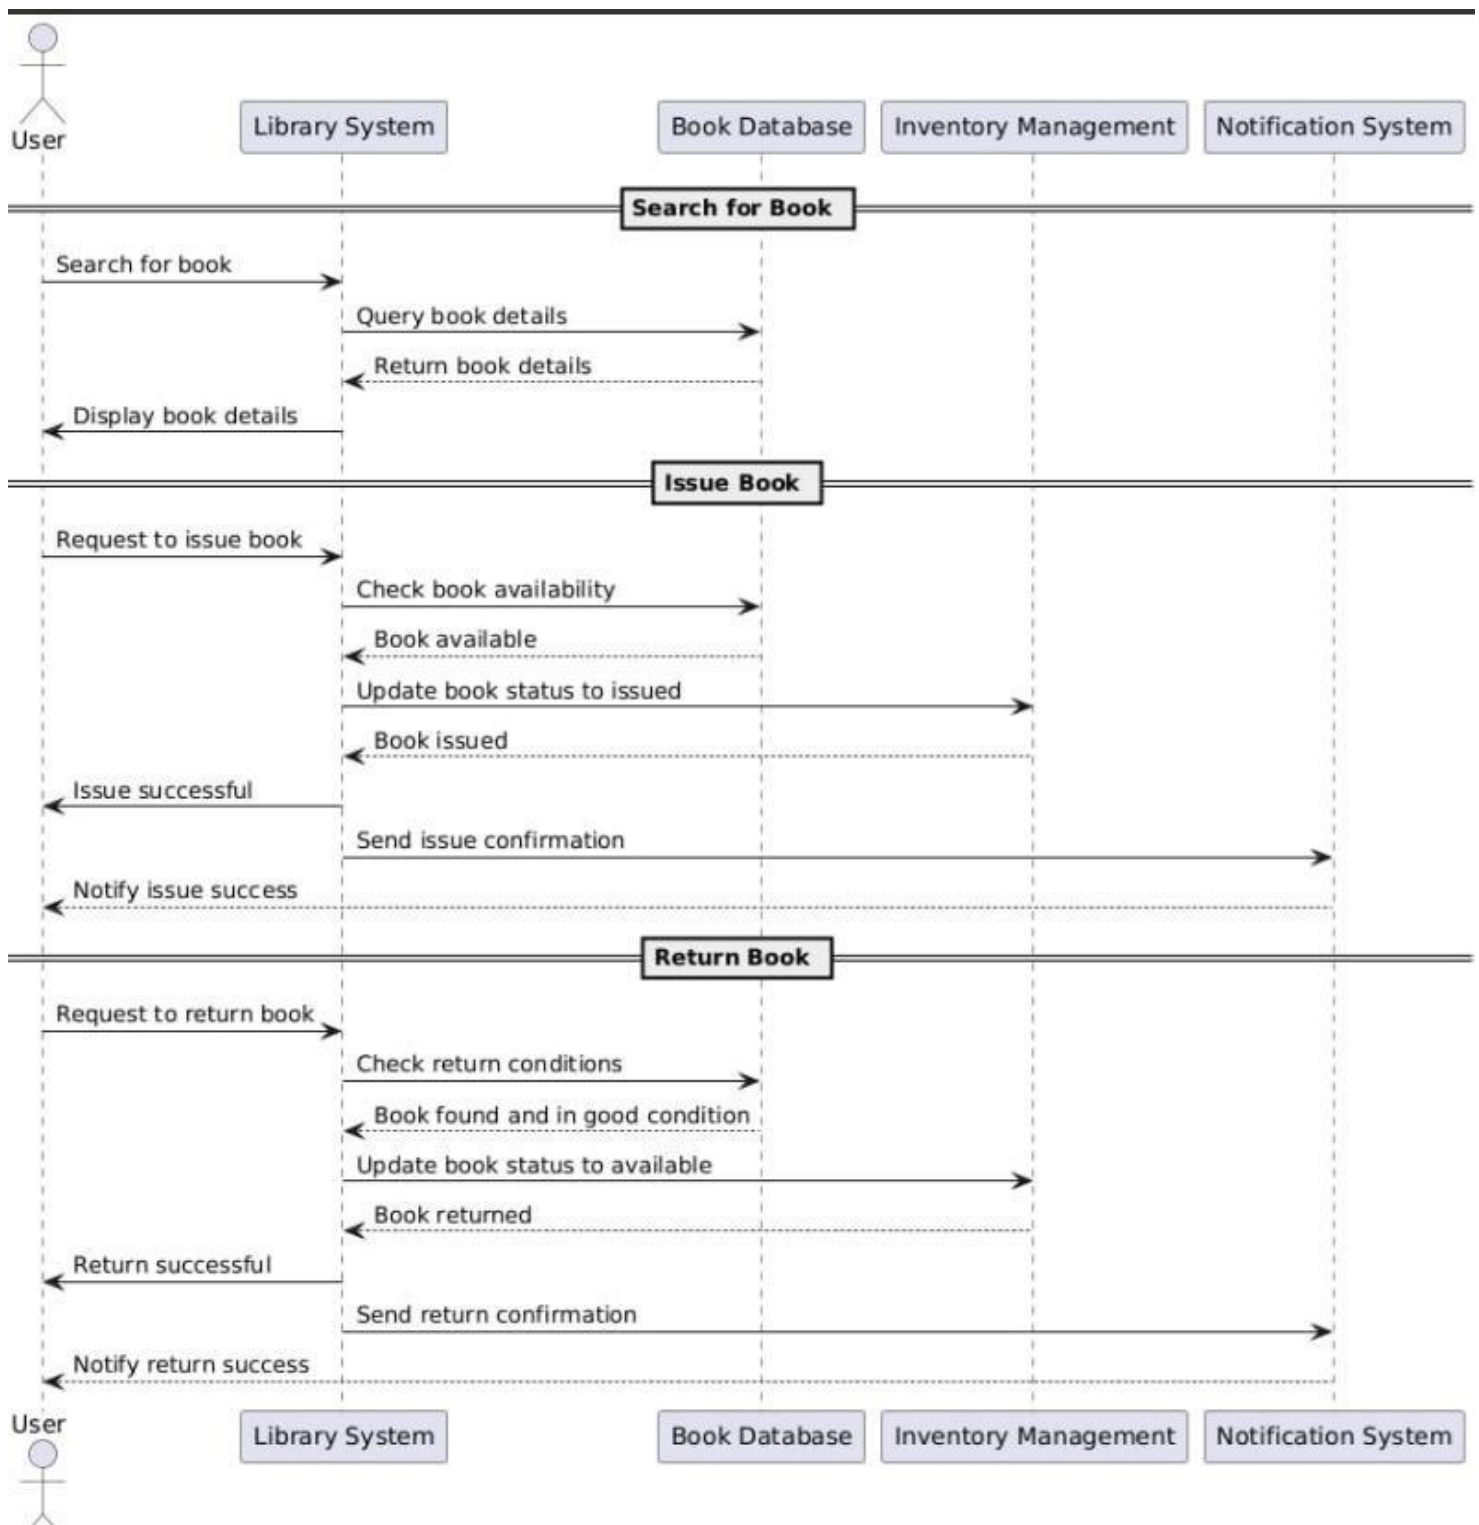 User
Library System
Book Database
Inventory Management
Notification System
Search for Book
Search for book
Query book details
Return book details
Display book details
Issue Book
Request to issue book
Check book availability
Book available
Update book status to issued
Book issued
Issue successful
Send issue confirmation
Notify issue success
Return Book
Request to return book
Check return conditions
Book found and in good condition
Update book status to available
Book returned
Return successful
Send return confirmation
Notify return success
User
Library System
Book Database
Inventory Management
Notification System